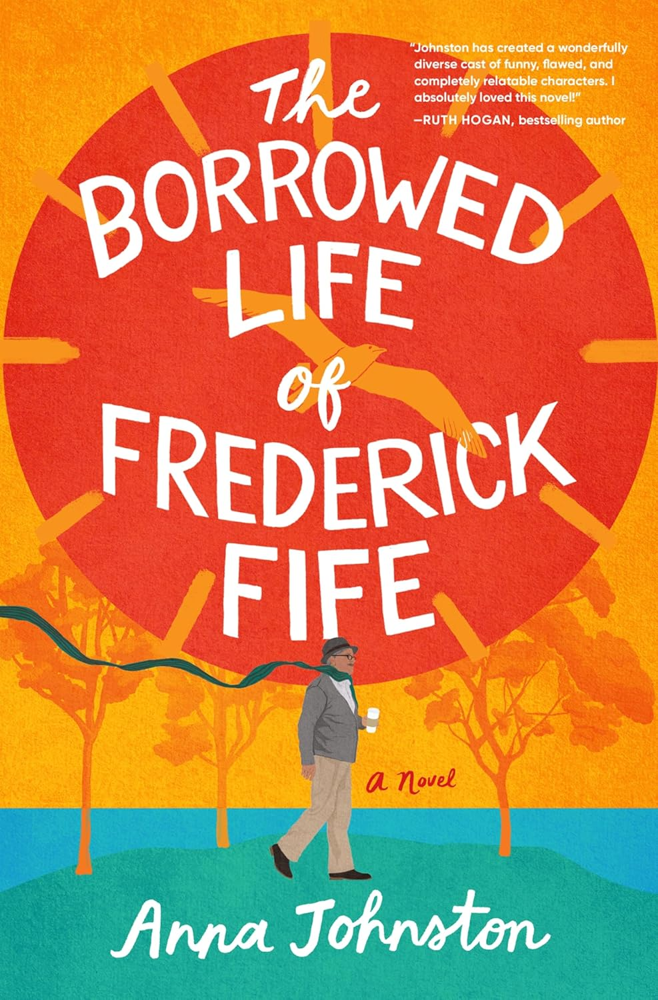 “Johnston has created a wonderfully
diverse cast of funny, flawed, and
completely relatable characters. I
absolutely loved this novel!”
—RUTH HOGAN, bestselling author
The
BORROWED
LIFE
of
FREDERICK
FIFE
a Novel
Anna Johnston